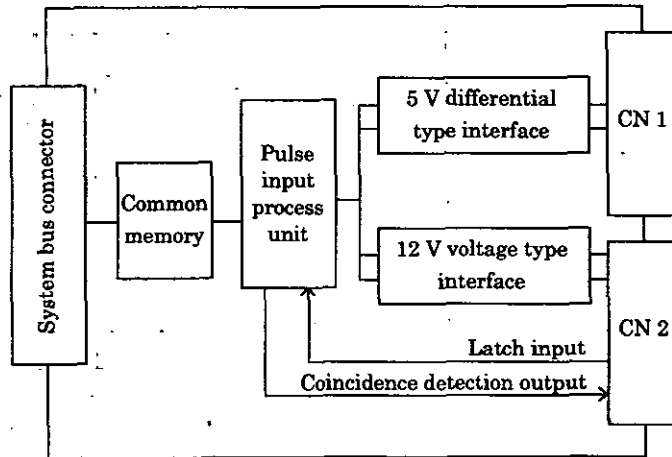 System bus connector
Common
memory
Pulse
input
process
unit
5 V differential
type interface
12 V voltage type
interface
CN 1
CN 2
Latch input
Coincidence detection output